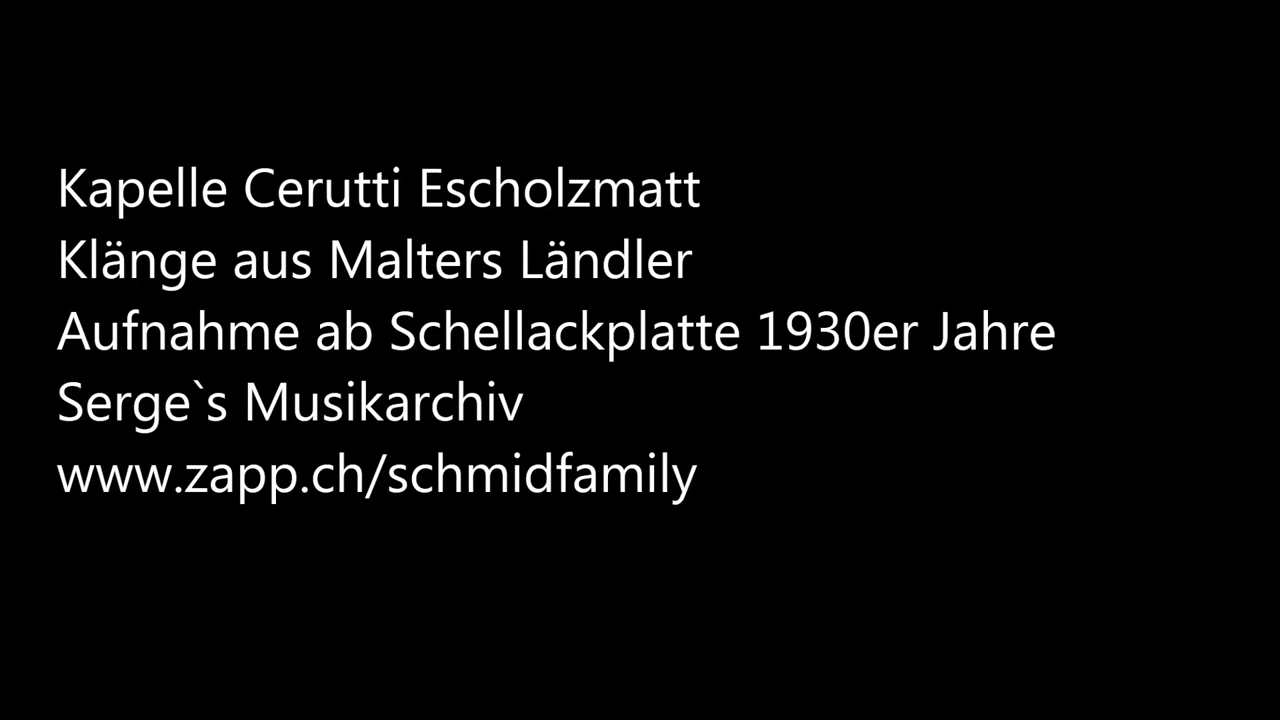 Kapelle Cerutti Escholzmatt
Klänge aus Malters Ländler
Aufnahme ab Schellackplatte 1930er Jahre
Serge`s Musikarchiv
www.zapp.ch/schmidfamily